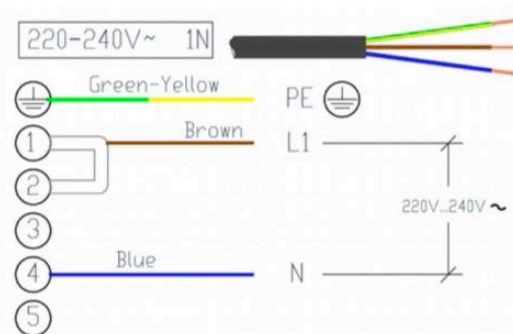 220-240V~ 1N
Green-Yellow PE
1 Brown L1
2
220V...240V ~
3
4 Blue N
5